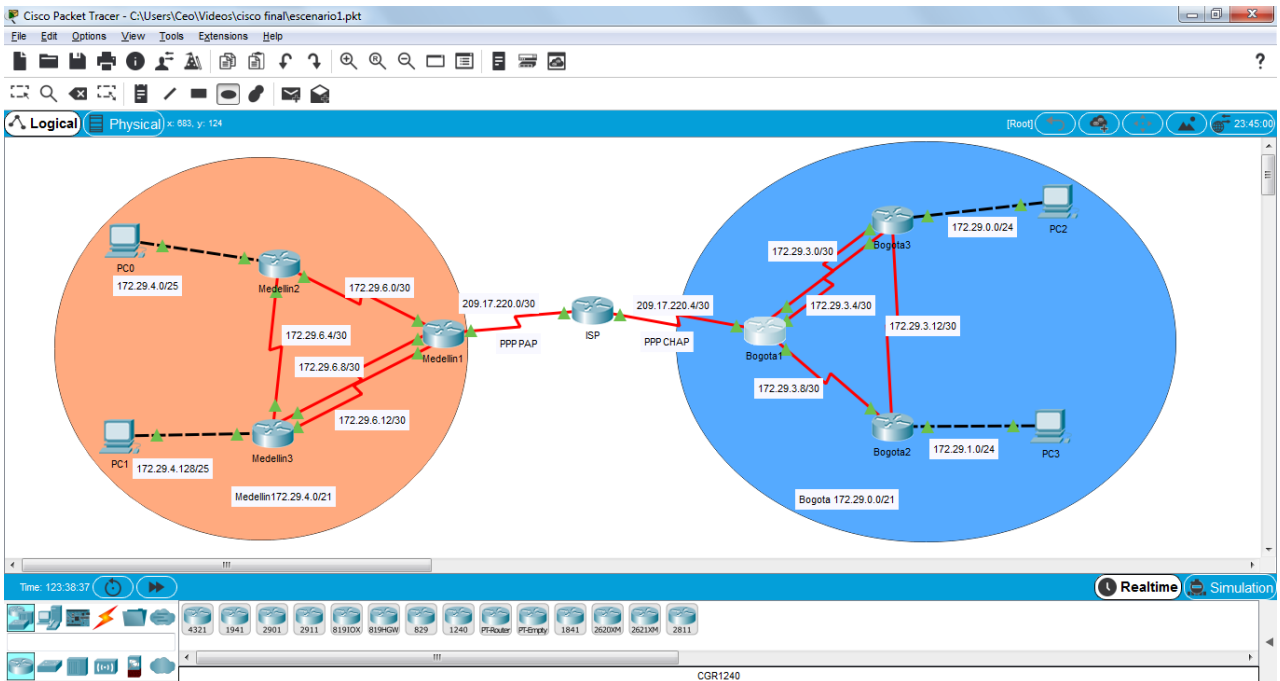 Cisco Packet Tracer - C:\Users\Ceo\Videos\cisco final\escenario1.pkt
File Edit Options View Tools Extensions Help
?
Logical Physical x: 683, y: 124 [Root] 23:45:00
PC0
172.29.4.0/25
Medellin2
172.29.6.0/30
172.29.6.4/30
172.29.6.8/30
172.29.6.12/30
Medellin1
PC1
172.29.4.128/25
Medellin3
Medellin172.29.4.0/21
209.17.220.0/30
PPP PAP
ISP
209.17.220.4/30
PPP CHAP
Bogota1
172.29.3.0/30
Bogota3
172.29.0.0/24
PC2
172.29.3.4/30
172.29.3.12/30
172.29.3.8/30
Bogota2
172.29.1.0/24
PC3
Bogota 172.29.0.0/21
Time: 123:38:37 Realtime Simulation
4321 1941 2901 2911 819IOX 819HGW 829 1240 PT-Router PT-Empty 1841 2620XM 2621XM 2811
CGR1240